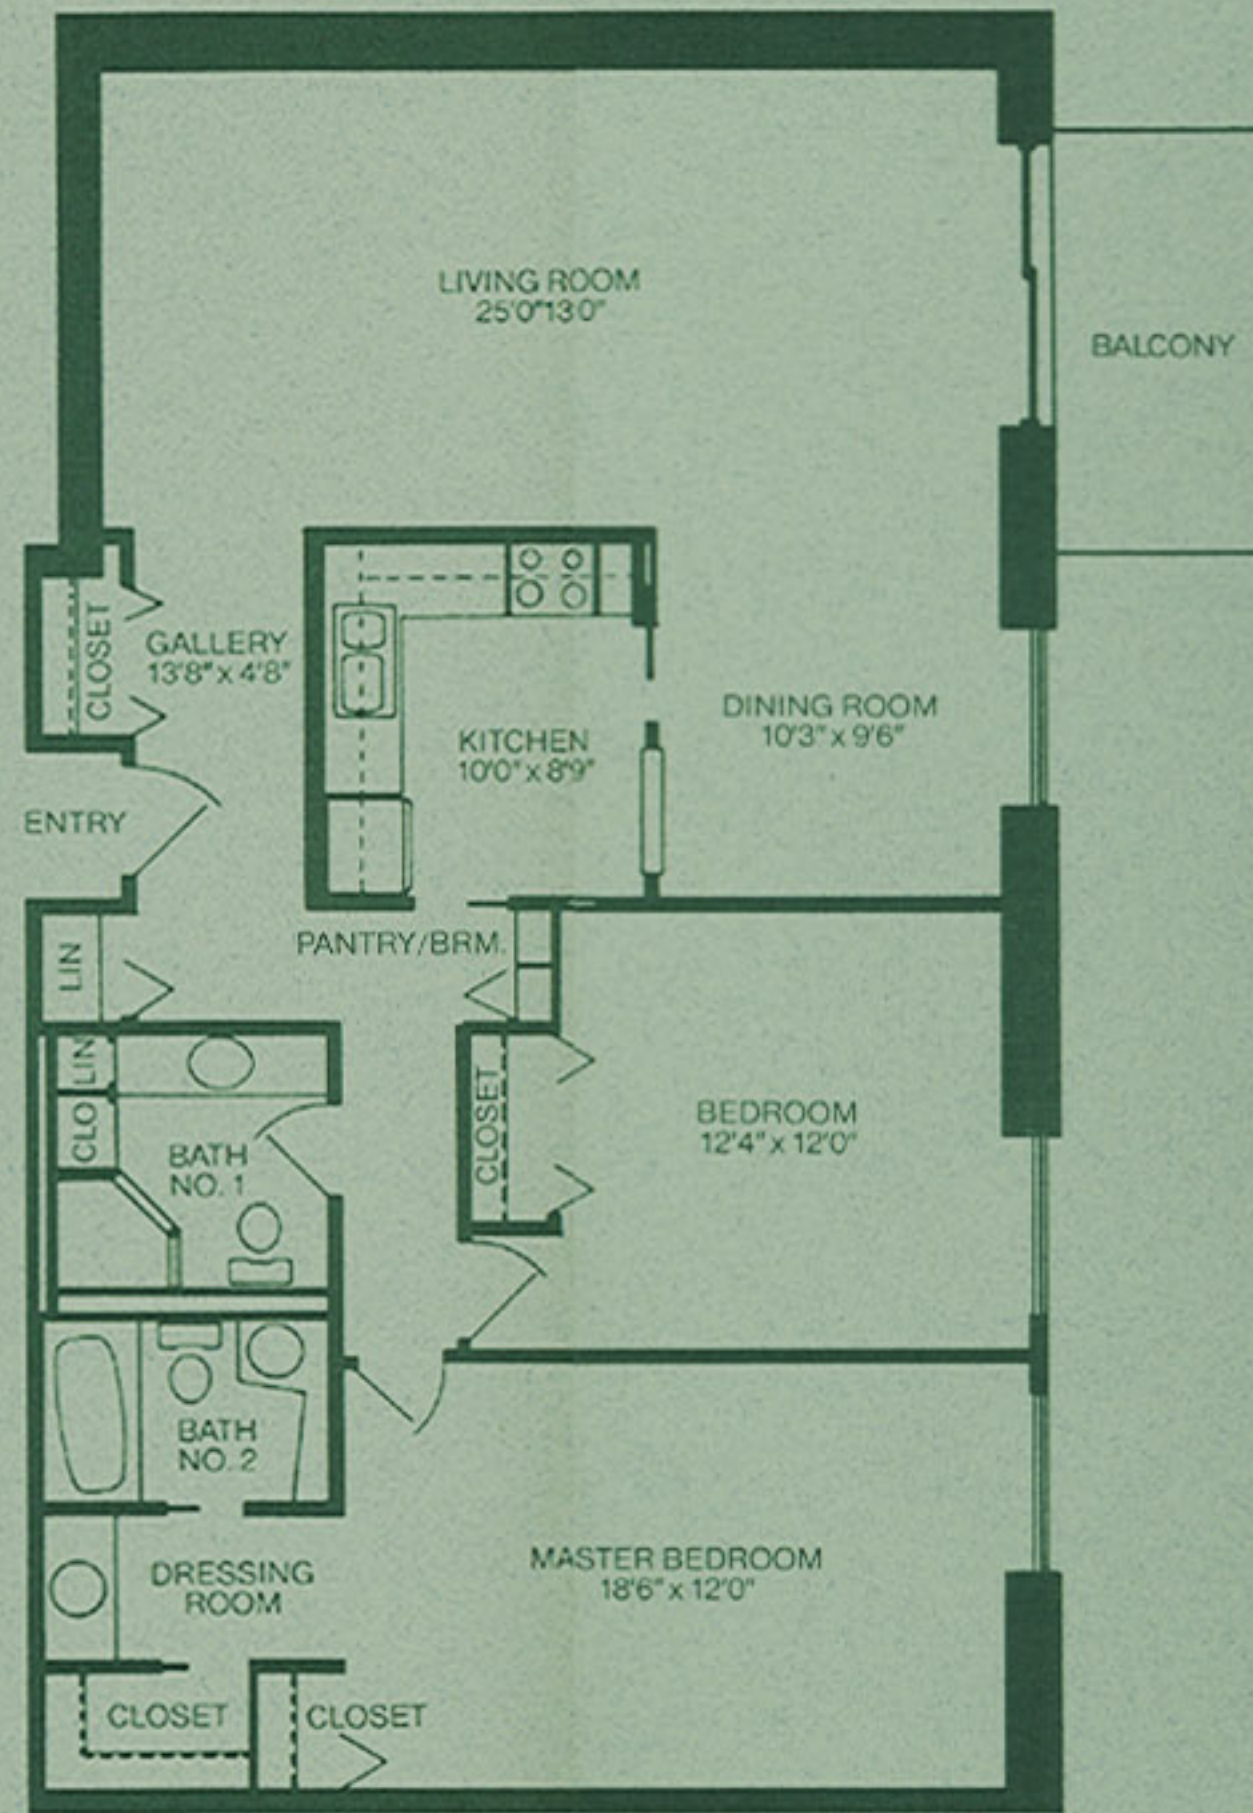 LIVING ROOM
25'0"13'0"
BALCONY
CLOSET
GALLERY
13'8" x 4'8"
DINING ROOM
10'3" x 9'6"
KITCHEN
10'0" x 8'9"
ENTRY
LIN
PANTRY/BRM.
LIN
CLO
BATH
NO. 1
CLOSET
BEDROOM
12'4" x 12'0"
BATH
NO. 2
DRESSING
ROOM
MASTER BEDROOM
18'6" x 12'0"
CLOSET
CLOSET